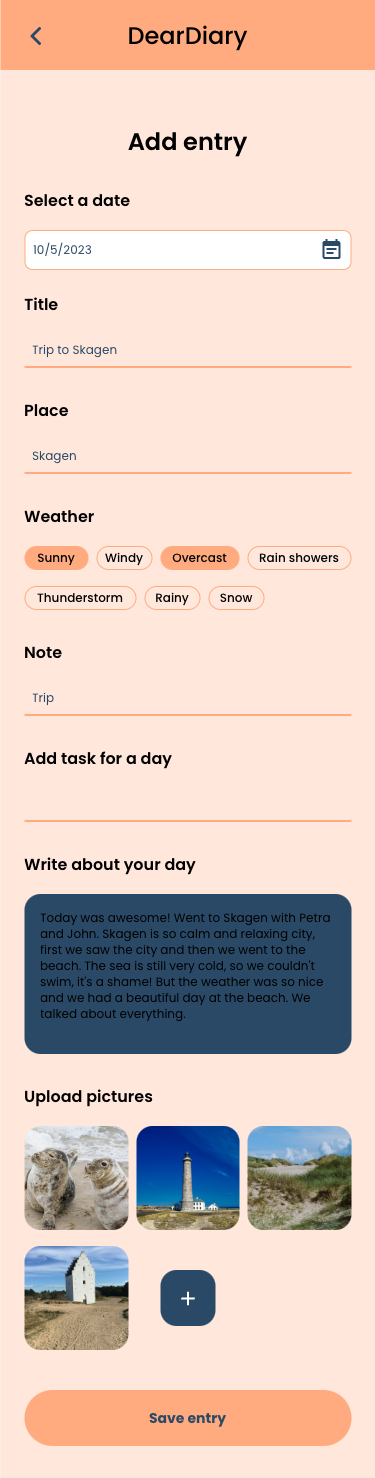 DearDiary
Add entry
Select a date
10/5/2023
Title
Trip to Skagen
Place
Skagen
Weather
Sunny Windy Overcast Rain showers
Thunderstorm Rainy Snow
Note
Trip
Add task for a day
Write about your day
Today was awesome! Went to Skagen with Petra
and John. Skagen is so calm and relaxing city,
first we saw the city and then we went to the
beach. The sea is still very cold, so we couldn't
swim, it's a shame! But the weather was so nice
and we had a beautiful day at the beach. We
talked about everything.
Upload pictures
+
Save entry